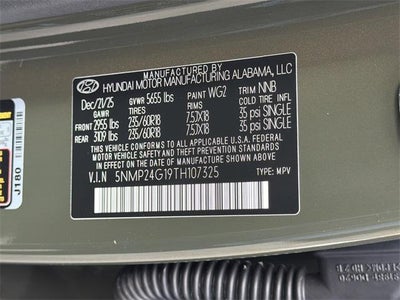 MANUFACTURED BY
HYUNDAI MOTOR MANUFACTURING ALABAMA, LLC
Dec/21/25 GVWR 5655 lbs PAINT WG2 TRIM NNB
TIRES RIMS COLD TIRE INFL
FRONT 2955 lbs 235/60R18 7.5JX18 35 psi SINGLE
REAR 3109 lbs 235/60R18 7.5JX18 35 psi SINGLE
THIS VEHICLE CONFORMS TO ALL APPLICABLE U.S.A FEDERAL
MOTOR VEHICLE SAFETY, BUMPER, AND THEFT PREVENTION STANDARDS
IN EFFECT ON THE DATE OF MANUFACTURE SHOWN ABOVE.
V.I.N 5NMP24G19TH107325 TYPE: MPV
J180